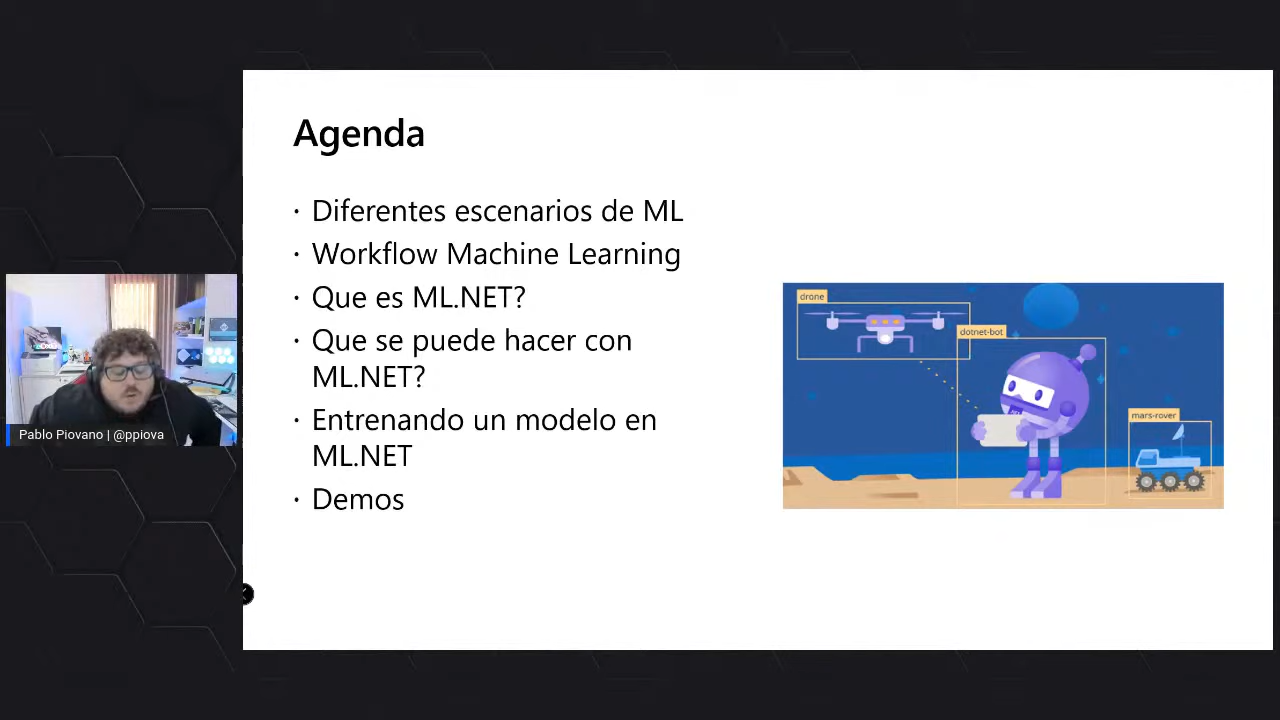 Agenda
· Diferentes escenarios de ML
· Workflow Machine Learning
· Que es ML.NET?
· Que se puede hacer con
ML.NET?
· Entrenando un modelo en
ML.NET
· Demos
drone
dotnet-bot
mars-rover
Pablo Piovano | @ppiova